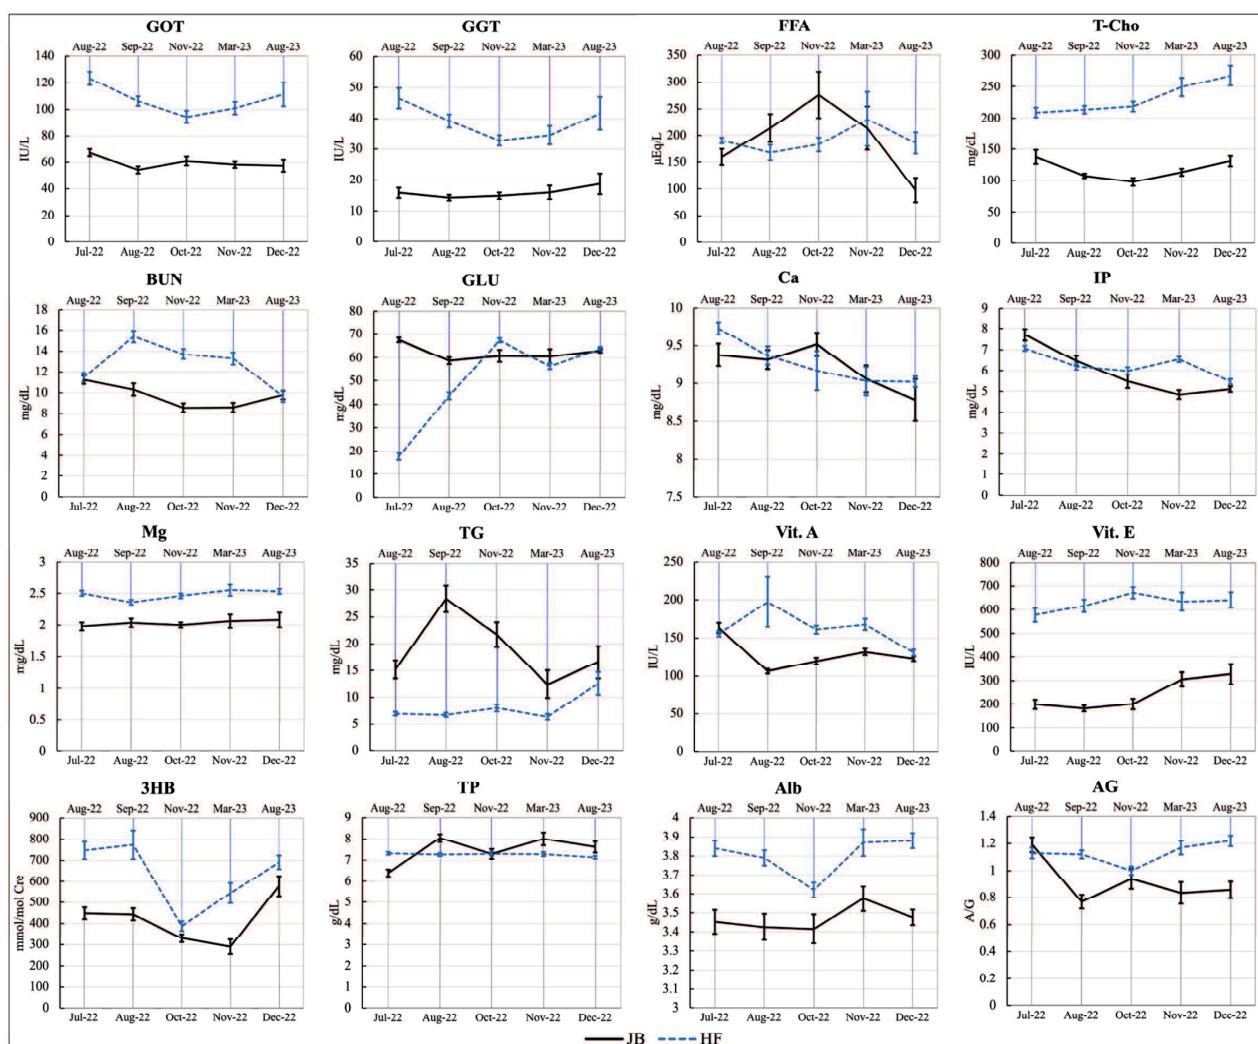 GOT
Aug-22 Sep-22 Nov-22 Mar-23 Aug-23
140
120
100
80
60
40
20
0
IU/L
Jul-22 Aug-22 Oct-22 Nov-22 Dec-22
GGT
Aug-22 Sep-22 Nov-22 Mar-23 Aug-23
60
50
40
30
20
10
0
IU/L
Jul-22 Aug-22 Oct-22 Nov-22 Dec-22
FFA
Aug-22 Sep-22 Nov-22 Mar-23 Aug-23
350
300
250
200
150
100
50
0
µEq/L
Jul-22 Aug-22 Oct-22 Nov-22 Dec-22
T-Cho
Aug-22 Sep-22 Nov-22 Mar-23 Aug-23
300
250
200
150
100
50
0
mg/dL
Jul-22 Aug-22 Oct-22 Nov-22 Dec-22
BUN
Aug-22 Sep-22 Nov-22 Mar-23 Aug-23
18
16
14
12
10
8
6
4
2
0
mg/dL
Jul-22 Aug-22 Oct-22 Nov-22 Dec-22
GLU
Aug-22 Sep-22 Nov-22 Mar-23 Aug-23
80
70
60
50
40
30
20
10
0
mg/dL
Jul-22 Aug-22 Oct-22 Nov-22 Dec-22
Ca
Aug-22 Sep-22 Nov-22 Mar-23 Aug-23
10
9.5
9
8.5
8
7.5
mg/dL
Jul-22 Aug-22 Oct-22 Nov-22 Dec-22
IP
Aug-22 Sep-22 Nov-22 Mar-23 Aug-23
9
8
7
6
5
4
3
2
1
0
mg/dL
Jul-22 Aug-22 Oct-22 Nov-22 Dec-22
Mg
Aug-22 Sep-22 Nov-22 Mar-23 Aug-23
3
2.5
2
1.5
1
0.5
0
mg/dL
Jul-22 Aug-22 Oct-22 Nov-22 Dec-22
TG
Aug-22 Sep-22 Nov-22 Mar-23 Aug-23
35
30
25
20
15
10
5
0
mg/dL
Jul-22 Aug-22 Oct-22 Nov-22 Dec-22
Vit. A
Aug-22 Sep-22 Nov-22 Mar-23 Aug-23
250
200
150
100
50
0
IU/L
Jul-22 Aug-22 Oct-22 Nov-22 Dec-22
Vit. E
Aug-22 Sep-22 Nov-22 Mar-23 Aug-23
800
700
600
500
400
300
200
100
0
IU/L
Jul-22 Aug-22 Oct-22 Nov-22 Dec-22
3HB
Aug-22 Sep-22 Nov-22 Mar-23 Aug-23
900
800
700
600
500
400
300
200
100
0
mmol/mol Cre
Jul-22 Aug-22 Oct-22 Nov-22 Dec-22
TP
Aug-22 Sep-22 Nov-22 Mar-23 Aug-23
9
8
7
6
5
4
3
2
1
0
g/dL
Jul-22 Aug-22 Oct-22 Nov-22 Dec-22
Alb
Aug-22 Sep-22 Nov-22 Mar-23 Aug-23
4
3.9
3.8
3.7
3.6
3.5
3.4
3.3
3.2
3.1
3
g/dL
Jul-22 Aug-22 Oct-22 Nov-22 Dec-22
AG
Aug-22 Sep-22 Nov-22 Mar-23 Aug-23
1.4
1.2
1
0.8
0.6
0.4
0.2
0
A/G
Jul-22 Aug-22 Oct-22 Nov-22 Dec-22
JB HF